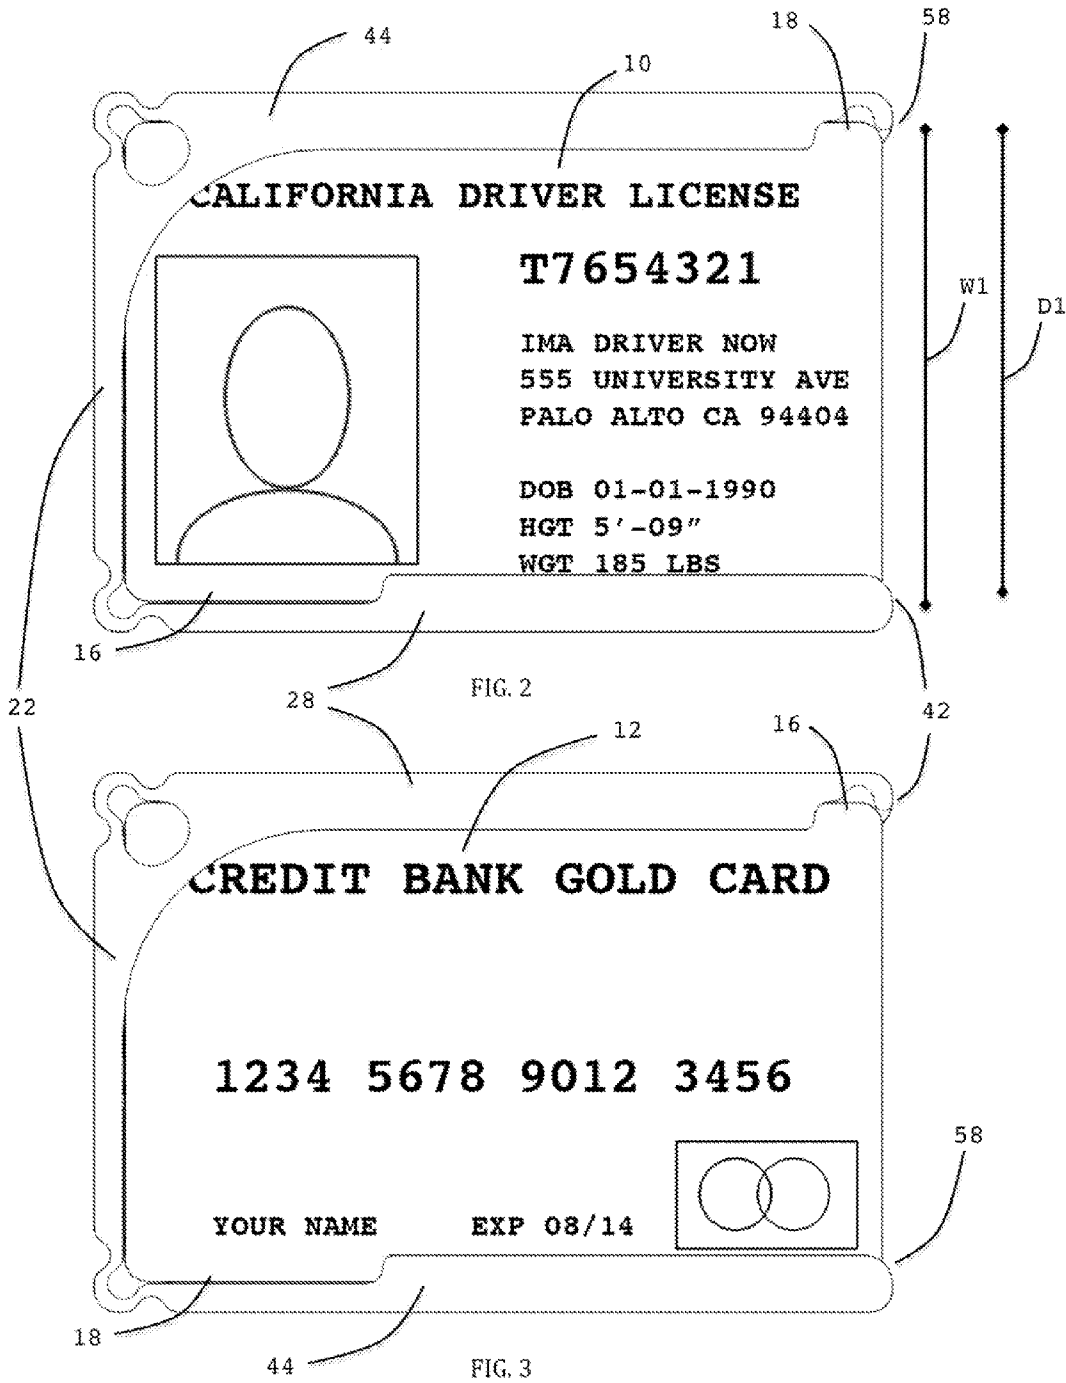 18
58
44
10
CALIFORNIA DRIVER LICENSE
T7654321
W1
D1
IMA DRIVER NOW
555 UNIVERSITY AVE
PALO ALTO CA 94404
DOB 01-01-1990
HGT 5'-09"
WGT 185 LBS
16
28
FIG. 2
22
42
12
16
CREDIT BANK GOLD CARD
1234 5678 9012 3456
58
YOUR NAME EXP 08/14
18
44
FIG. 3